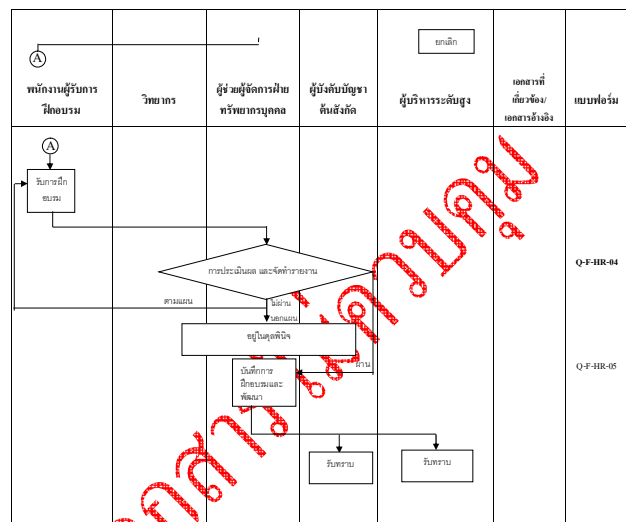 ยกเลิก
A
พนักงานผู้รับการ
ฝึกอบรม
วิทยากร
ผู้ช่วยผู้จัดการฝ่าย
ทรัพยากรบุคคล
ผู้บังคับบัญชา
ต้นสังกัด
ผู้บริหารระดับสูง
เอกสารที่
เกี่ยวข้อง/
เอกสารอ้างอิง
แบบฟอร์ม
A
รับการฝึก
อบรม
การประเมินผล และจัดทำรายงาน
Q-F-HR-04
ตามแผน
ไม่ผ่าน
นอกแผน
อยู่ในดุลพินิจ
ผ่าน
Q-F-HR-05
บันทึกการ
ฝึกอบรมและ
พัฒนา
รับทราบ
รับทราบ